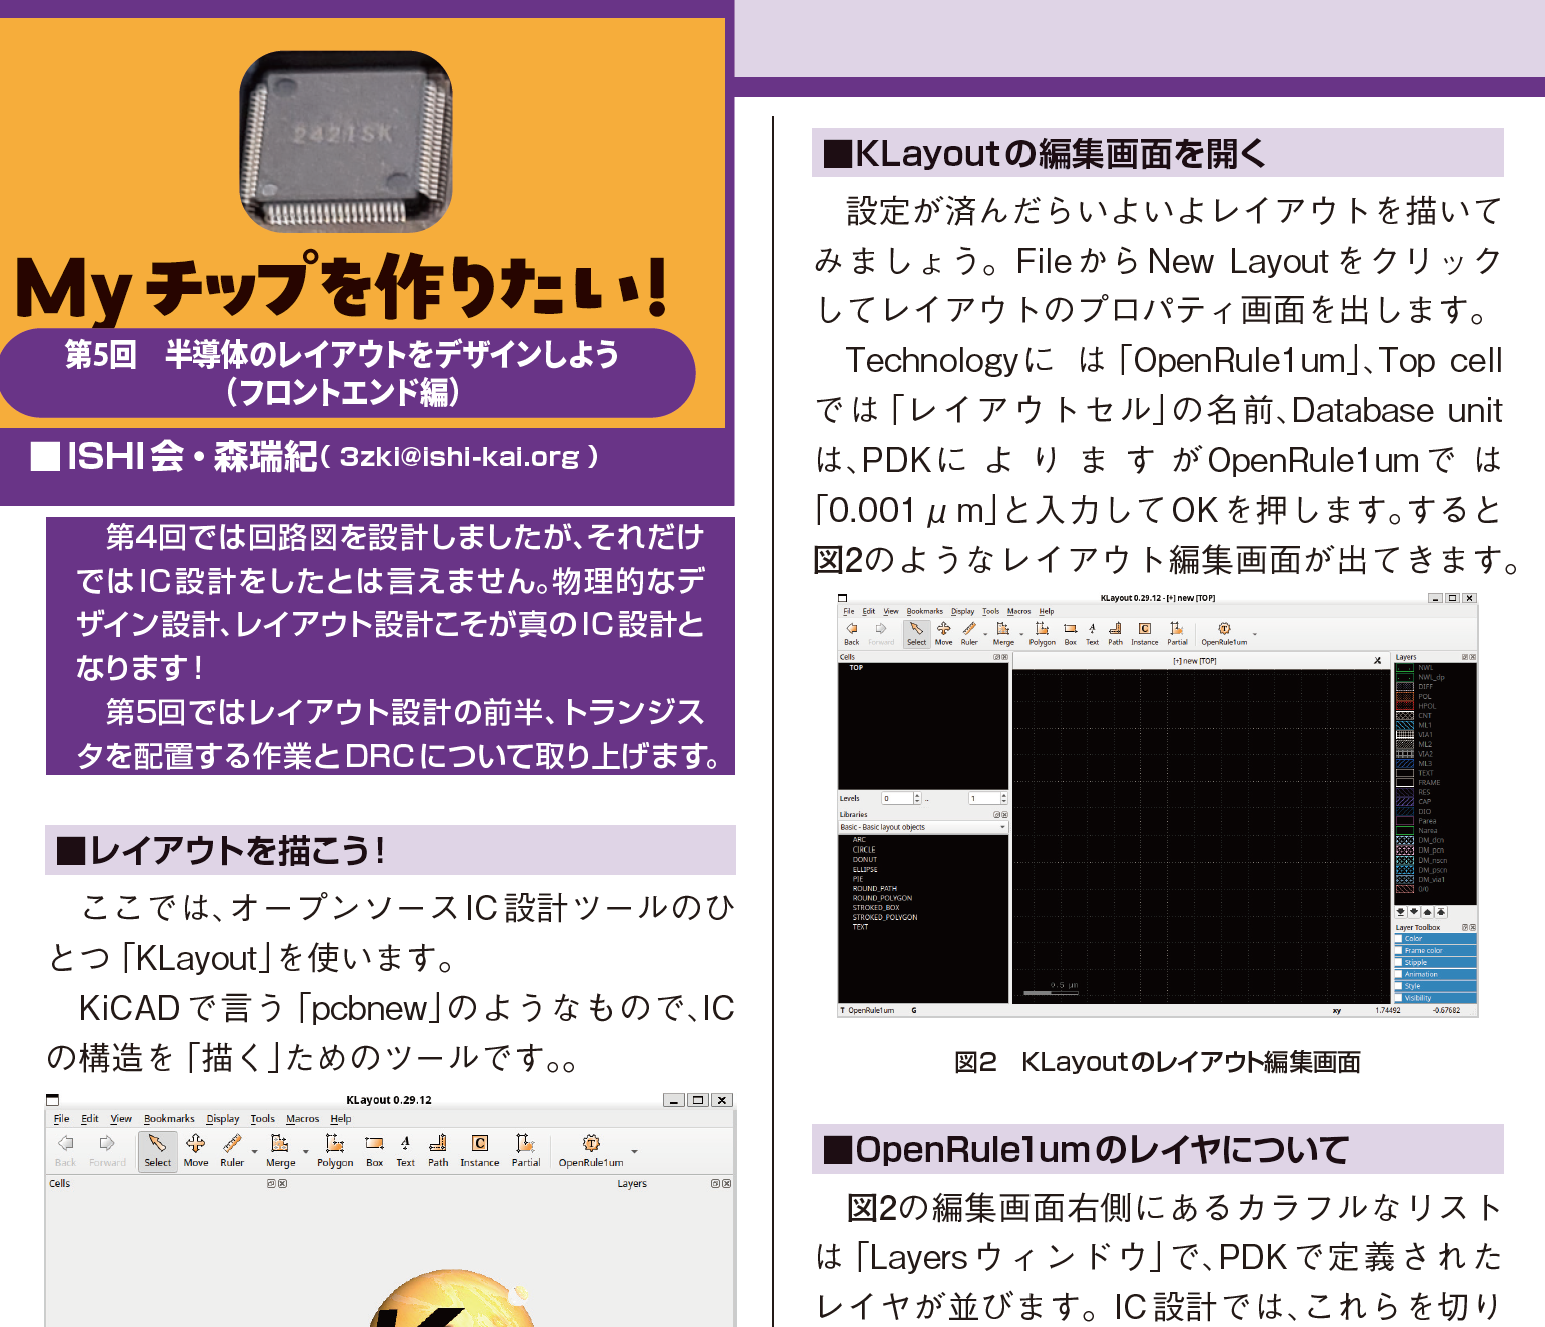 2421SK
Myチップを作りたい!
第5回　半導体のレイアウトをデザインしよう
（フロントエンド編）
■ISHI会・森瑞紀( 3zki@ishi-kai.org )
第4回では回路図を設計しましたが、それだけ
ではIC設計をしたとは言えません。物理的なデ
ザイン設計、レイアウト設計こそが真のIC設計と
なります！
第5回ではレイアウト設計の前半、トランジス
タを配置する作業とDRCについて取り上げます。
■レイアウトを描こう！
ここでは、オープンソースIC設計ツールのひ
とつ「KLayout」を使います。
KiCADで言う「pcbnew」のようなもので、IC
の構造を「描く」ためのツールです。。
KLayout 0.29.12
File Edit View Bookmarks Display Tools Macros Help
Back Forward Select Move Ruler Merge Polygon Box Text Path Instance Partial OpenRule1um
Cells
Layers
■KLayoutの編集画面を開く
設定が済んだらいよいよレイアウトを描いて
みましょう。FileからNew Layoutをクリック
してレイアウトのプロパティ画面を出します。
Technologyには「OpenRule1um」、Top cell
では「レイアウトセル」の名前、Database unit
は、PDKによりますがOpenRule1umでは
「0.001μm」と入力してOKを押します。すると
図2のようなレイアウト編集画面が出てきます。
KLayout 0.29.12 - [+] new [TOP]
File Edit View Bookmarks Display Tools Macros Help
Back Forward Select Move Ruler Merge Polygon Box Text Path Instance Partial OpenRule1um
Cells
TOP
[+] new [TOP]
Levels 0 .. 1
Libraries
Basic - Basic layout objects
ARC
CIRCLE
DONUT
ELLIPSE
PIE
ROUND_PATH
ROUND_POLYGON
STROKED_BOX
STROKED_POLYGON
TEXT
0.5 μm
Layers
NWL
NWL_dp
DIFF
POL
HPOL
CNT
ML1
VIA1
ML2
VIA2
ML3
TEXT
FRAME
RES
CAP
DIO
Parea
Narea
DM_dcn
DM_pcn
DM_nscn
DM_pscn
DM_via1
0/0
Layer Toolbox
Color
Frame color
Stipple
Animation
Style
Visibility
T OpenRule1um G xy 1.74492 -0.67682
図2　KLayoutのレイアウト編集画面
■OpenRule1umのレイヤについて
図2の編集画面右側にあるカラフルなリスト
は「Layersウィンドウ」で、PDKで定義された
レイヤが並びます。IC設計では、これらを切り